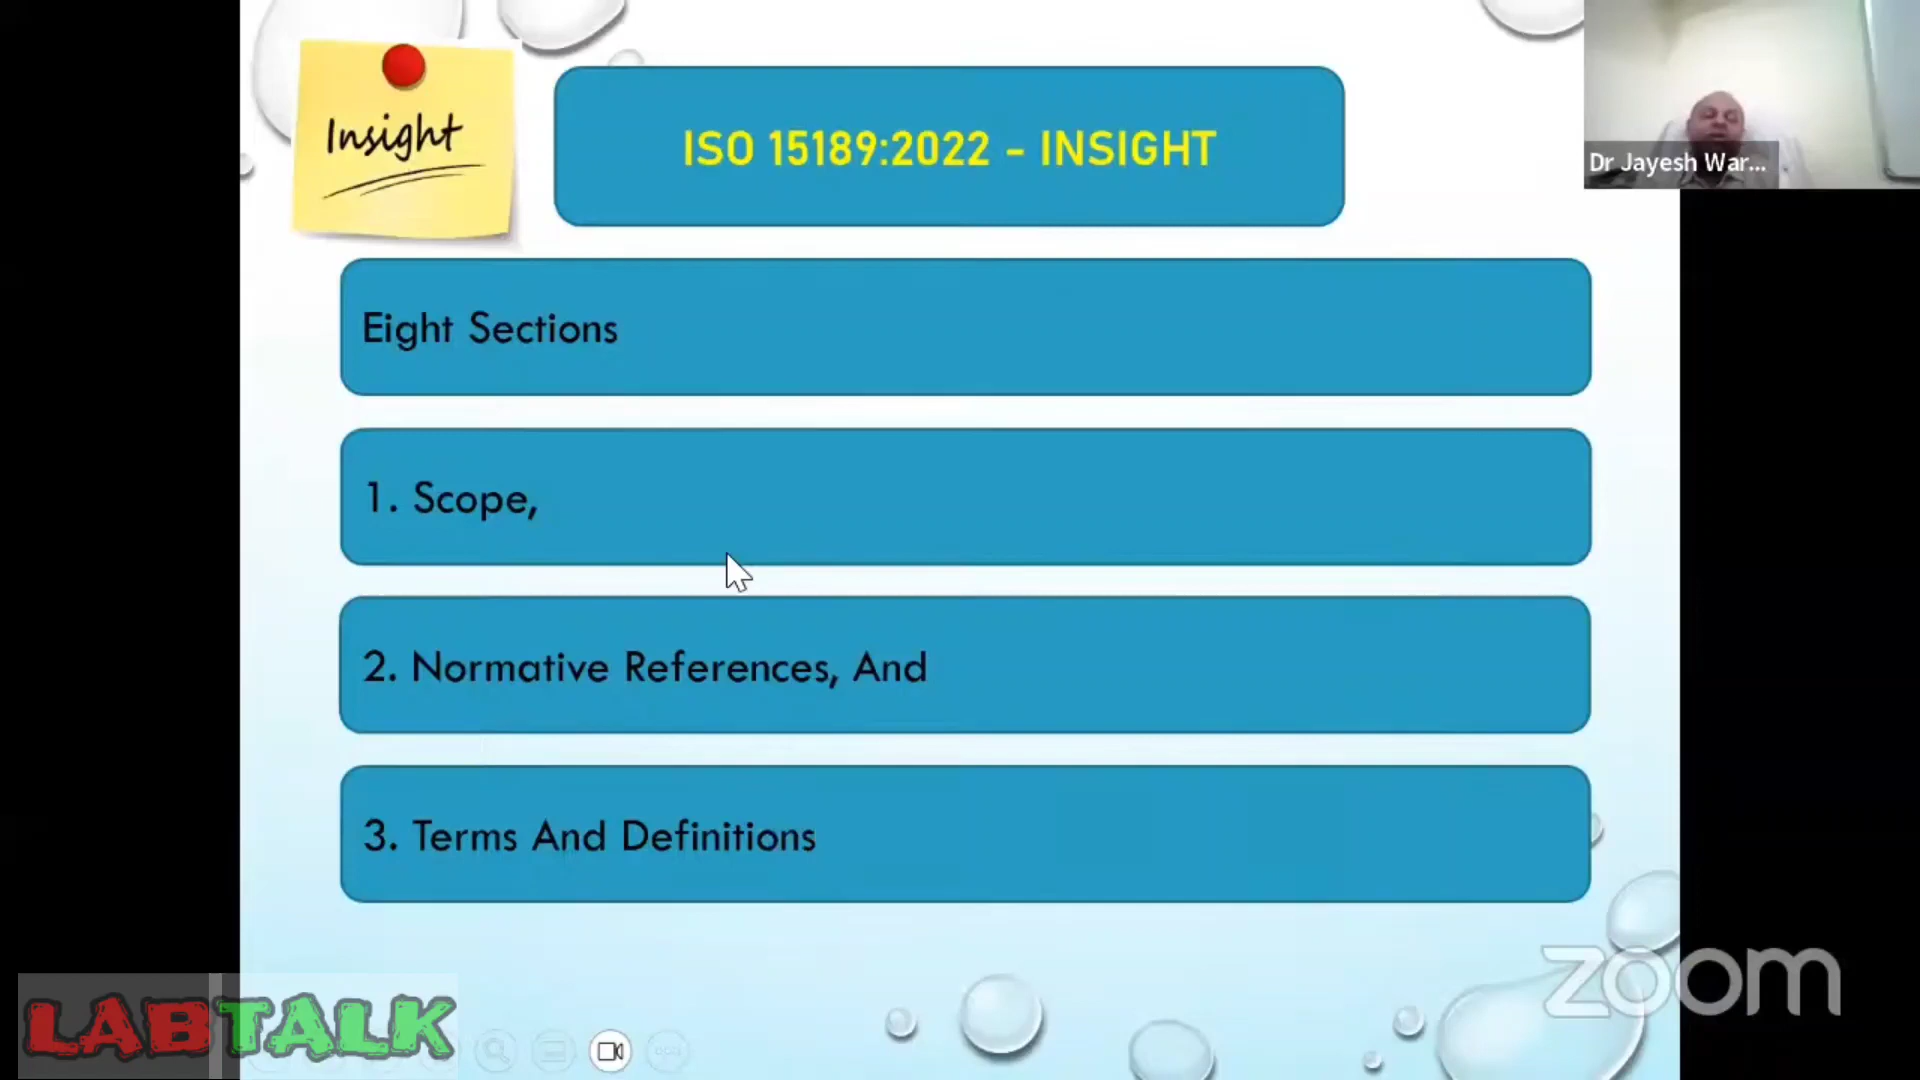 Insight
ISO 15189:2022 - INSIGHT
Dr Jayesh War...
Eight Sections
1. Scope,
2. Normative References, And
3. Terms And Definitions
zoom
LABTALK